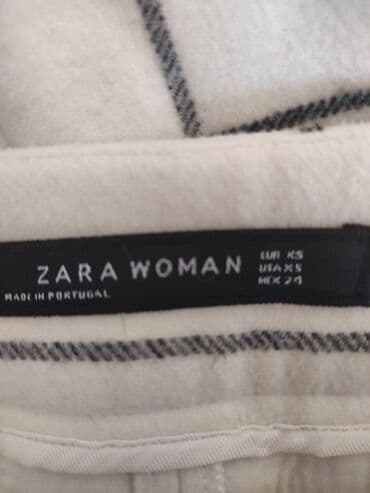 ZARA WOMAN
EUR XS
USA XS
MEX 24
MADE IN PORTUGAL